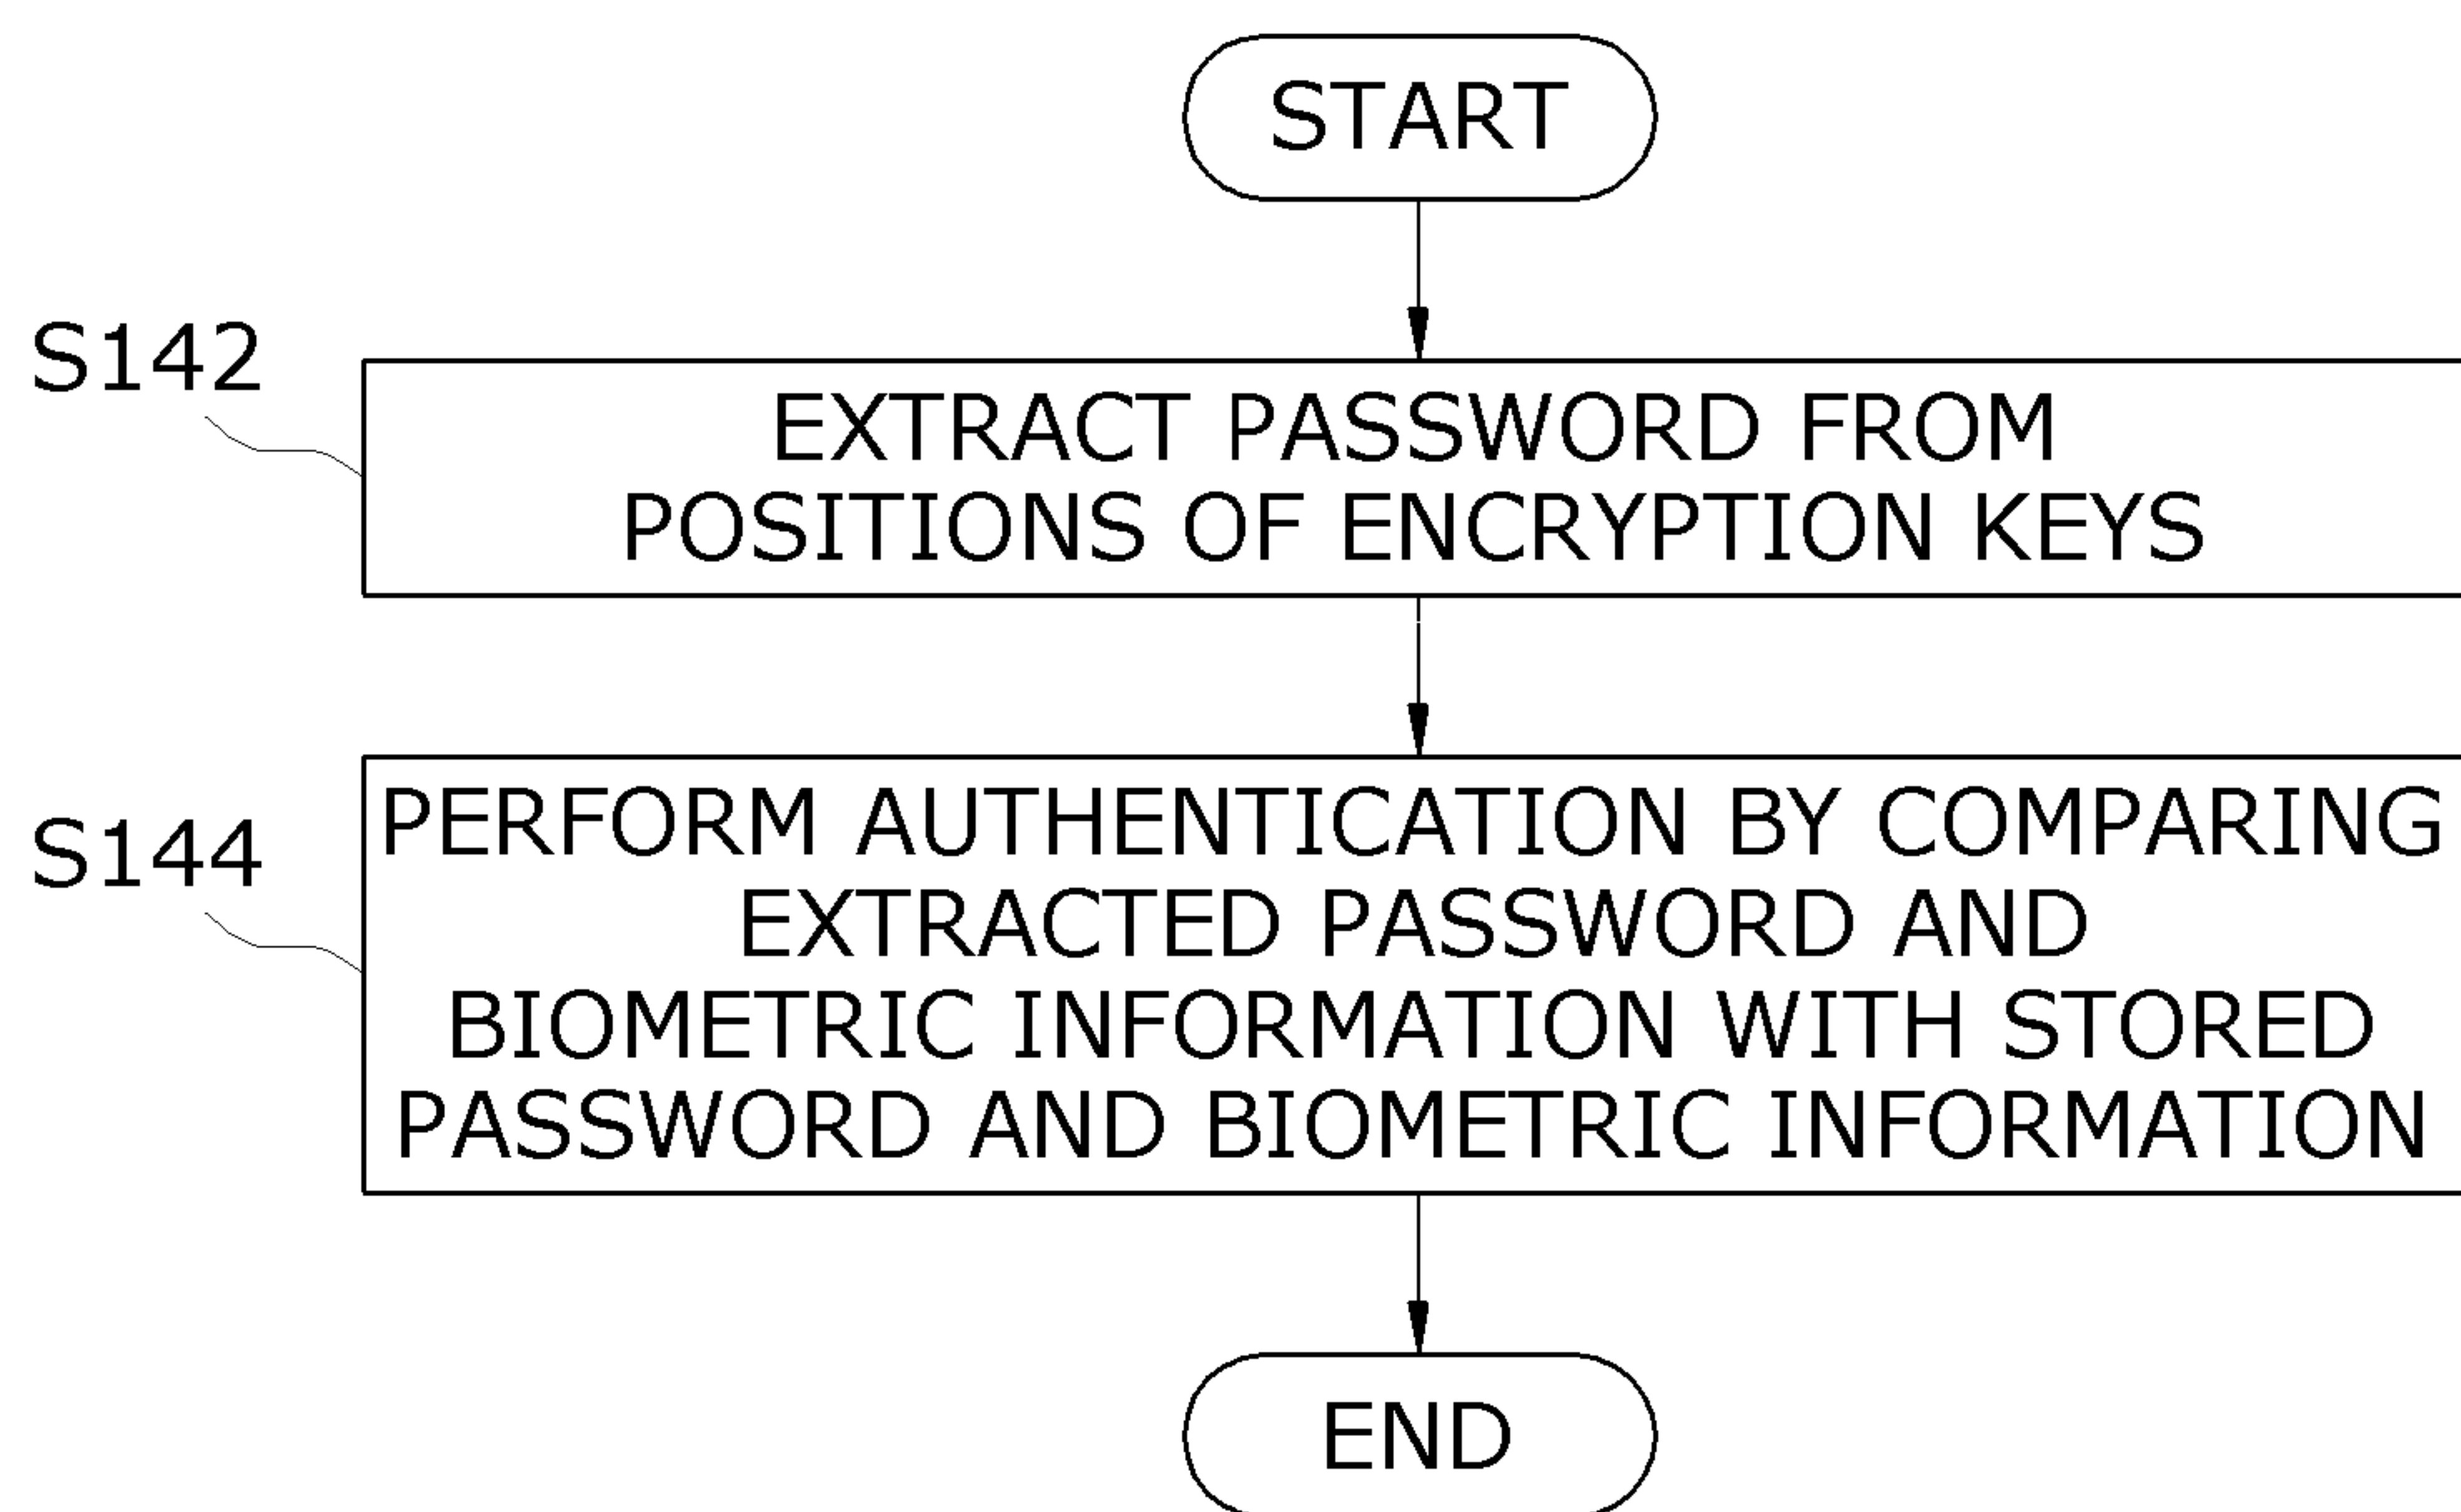 START
S142
EXTRACT PASSWORD FROM
POSITIONS OF ENCRYPTION KEYS
S144
PERFORM AUTHENTICATION BY COMPARING
EXTRACTED PASSWORD AND
BIOMETRIC INFORMATION WITH STORED
PASSWORD AND BIOMETRIC INFORMATION
END